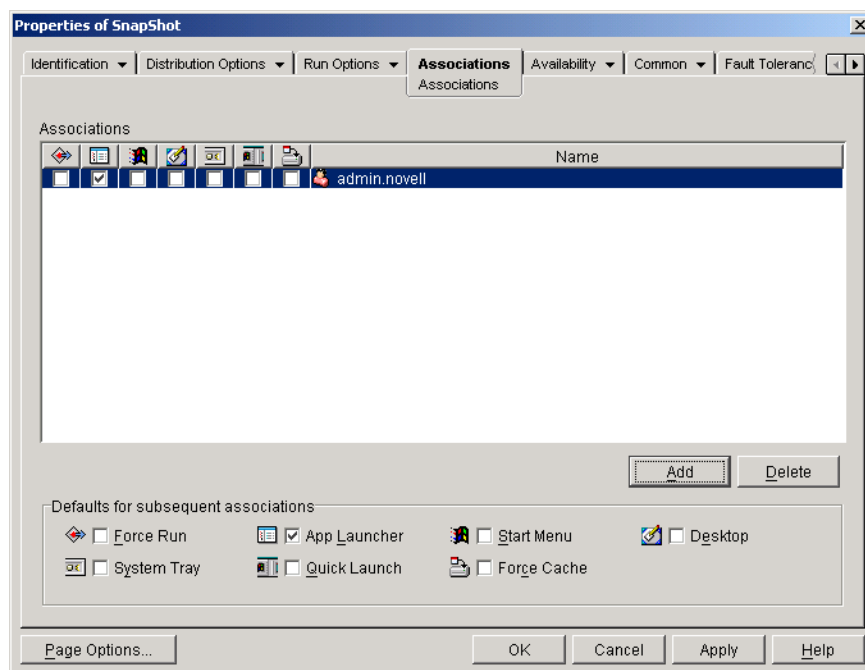 Properties of SnapShot
Identification Distribution Options Run Options Associations Availability Common Fault Toleranc
Associations
Associations
Name
admin.novell
Add Delete
Defaults for subsequent associations
Force Run App Launcher Start Menu Desktop
System Tray Quick Launch Force Cache
Page Options... OK Cancel Apply Help